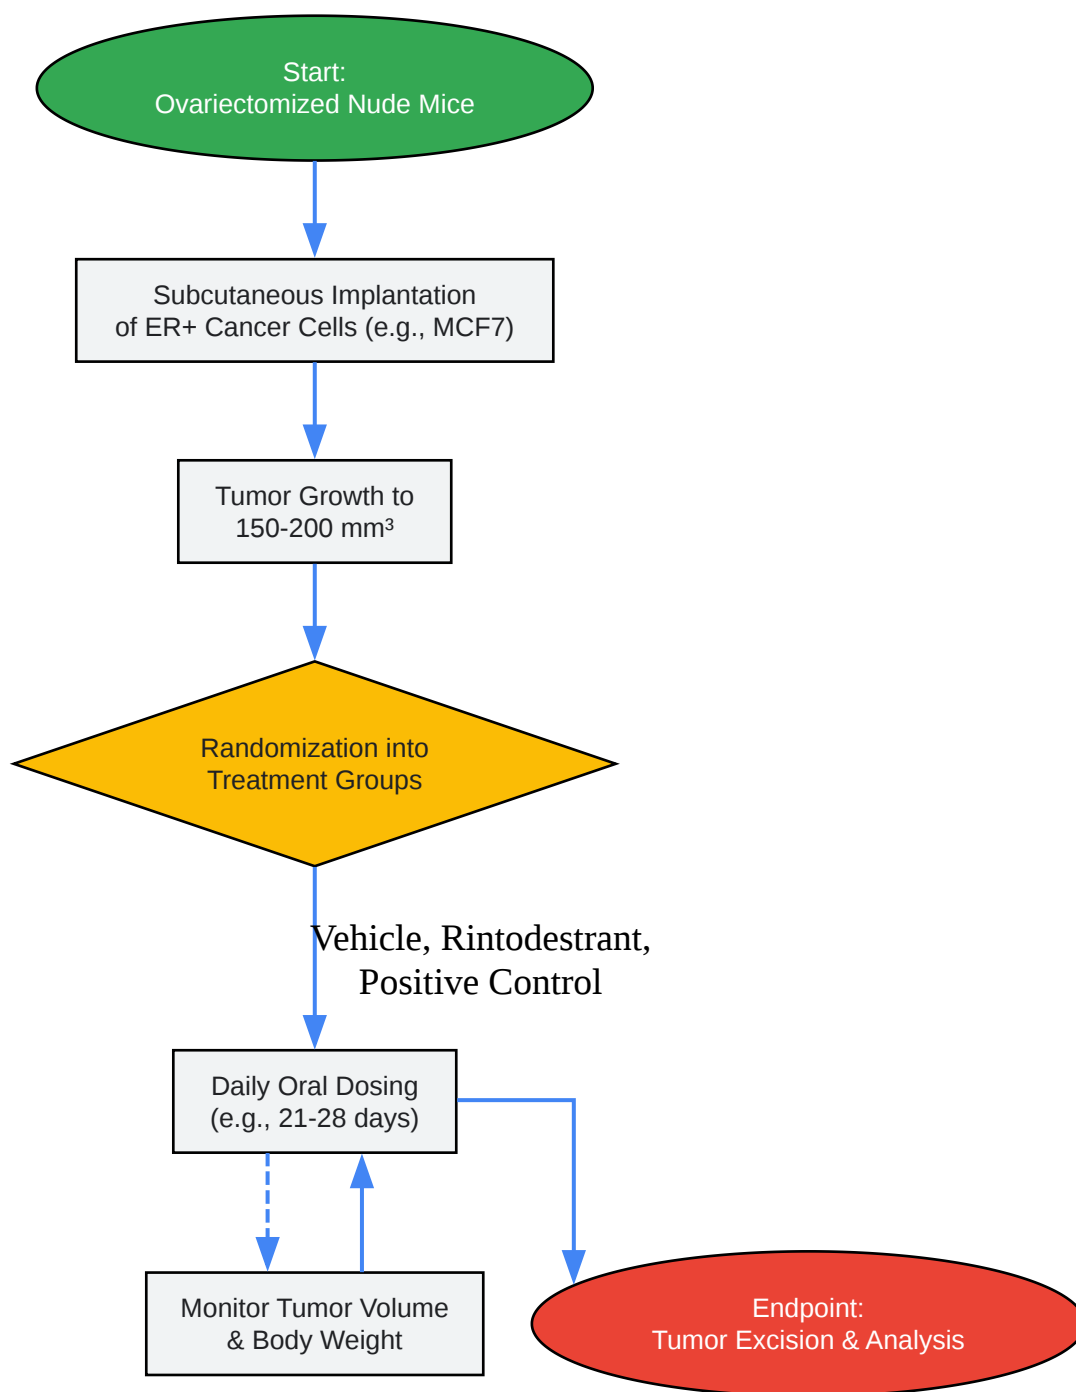 Start:
Ovariectomized Nude Mice
Subcutaneous Implantation
of ER+ Cancer Cells (e.g., MCF7)
Tumor Growth to
150-200 mm³
Randomization into
Treatment Groups
Vehicle, Rintodestrant,
Positive Control
Daily Oral Dosing
(e.g., 21-28 days)
Monitor Tumor Volume
& Body Weight
Endpoint:
Tumor Excision & Analysis